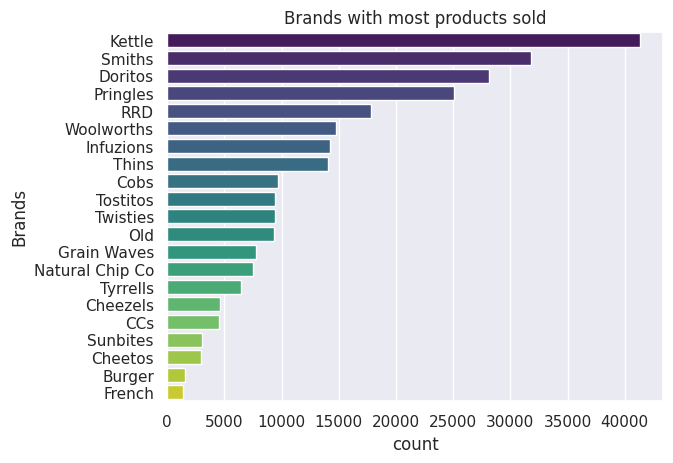 Brands with most products sold
Brands
Kettle
Smiths
Doritos
Pringles
RRD
Woolworths
Infuzions
Thins
Cobs
Tostitos
Twisties
Old
Grain Waves
Natural Chip Co
Tyrrells
Cheezels
CCs
Sunbites
Cheetos
Burger
French
0 5000 10000 15000 20000 25000 30000 35000 40000
count